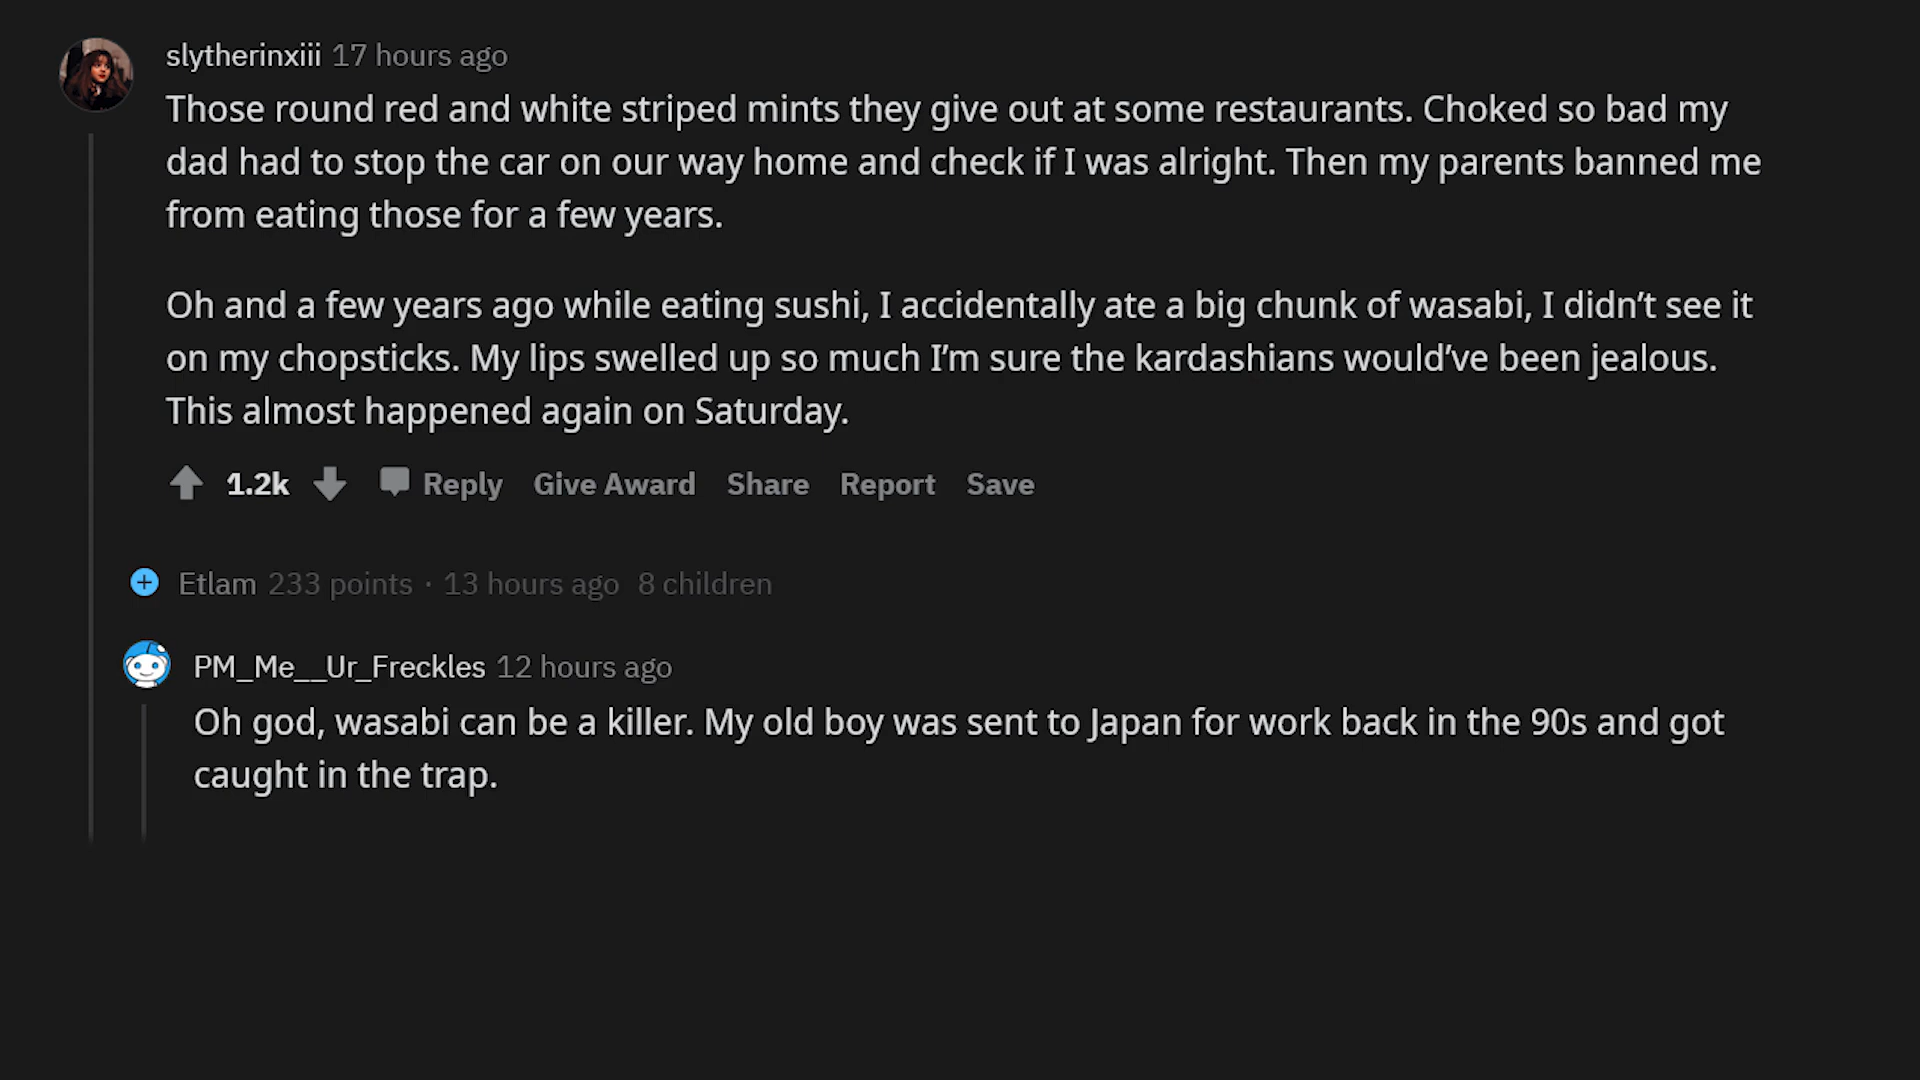 slytherinxiii 17 hours ago
Those round red and white striped mints they give out at some restaurants. Choked so bad my
dad had to stop the car on our way home and check if I was alright. Then my parents banned me
from eating those for a few years.
Oh and a few years ago while eating sushi, I accidentally ate a big chunk of wasabi, I didn’t see it
on my chopsticks. My lips swelled up so much I’m sure the kardashians would’ve been jealous.
This almost happened again on Saturday.
1.2k Reply Give Award Share Report Save
Etlam 233 points · 13 hours ago 8 children
PM_Me__Ur_Freckles 12 hours ago
Oh god, wasabi can be a killer. My old boy was sent to Japan for work back in the 90s and got
caught in the trap.